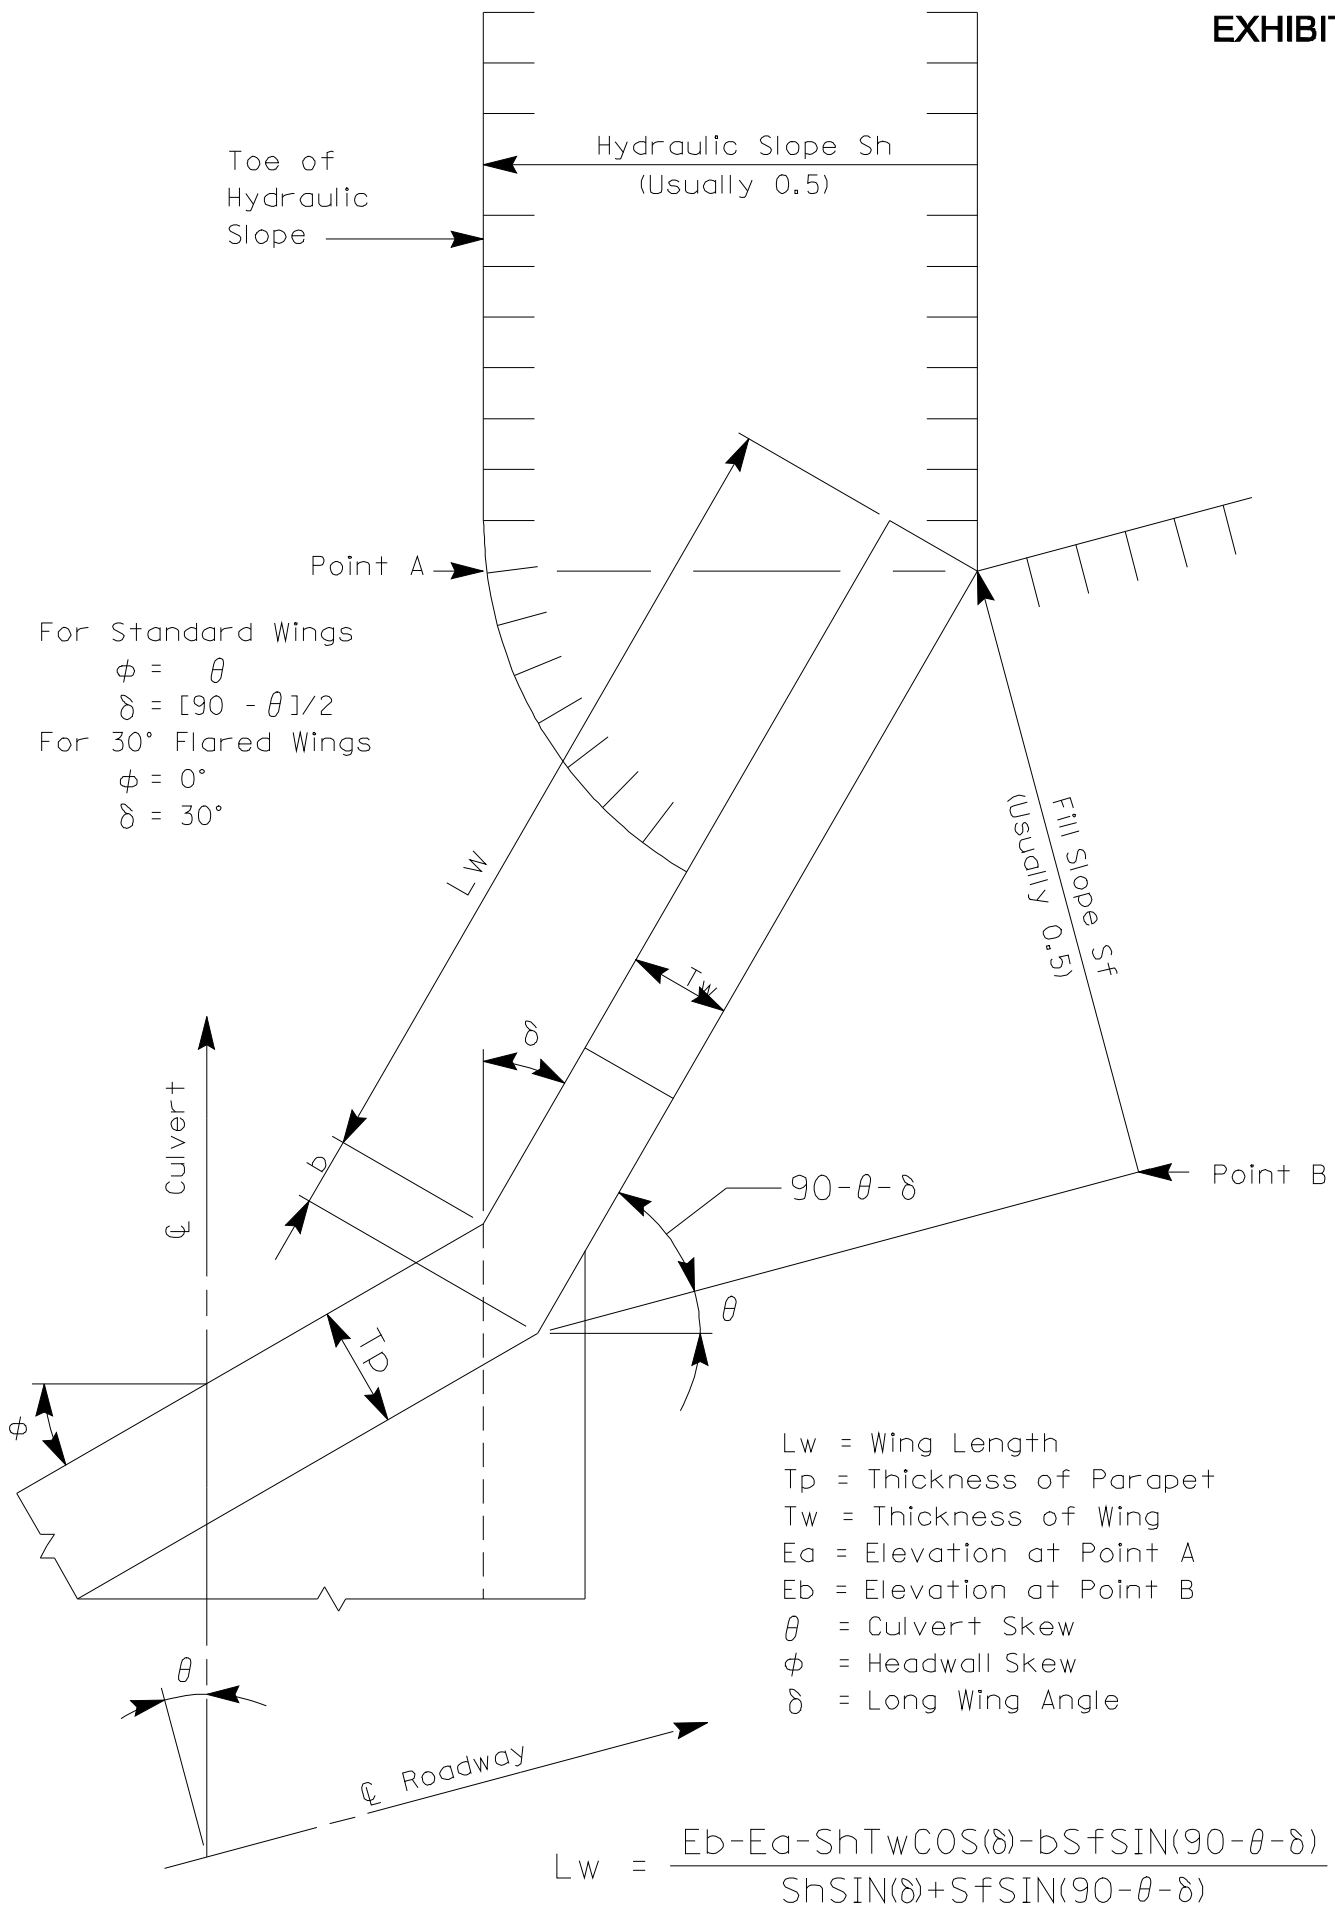 EXHIBIT
Hydraulic Slope Sh
(Usually 0.5)
Toe of
Hydraulic
Slope
Point A
For Standard Wings
ϕ = θ
δ = [90 - θ]/2
For 30° Flared Wings
ϕ = 0°
δ = 30°
Lw
Fill Slope Sf
(Usually 0.5)
Tw
δ
℄ Culvert
b
90-θ-δ
Point B
θ
Tp
ϕ
Lw = Wing Length
Tp = Thickness of Parapet
Tw = Thickness of Wing
Ea = Elevation at Point A
Eb = Elevation at Point B
θ = Culvert Skew
ϕ = Headwall Skew
δ = Long Wing Angle
θ
℄ Roadway
Lw = Eb-Ea-ShTwCOS(δ)-bSfSIN(90-θ-δ)
ShSIN(δ)+SfSIN(90-θ-δ)